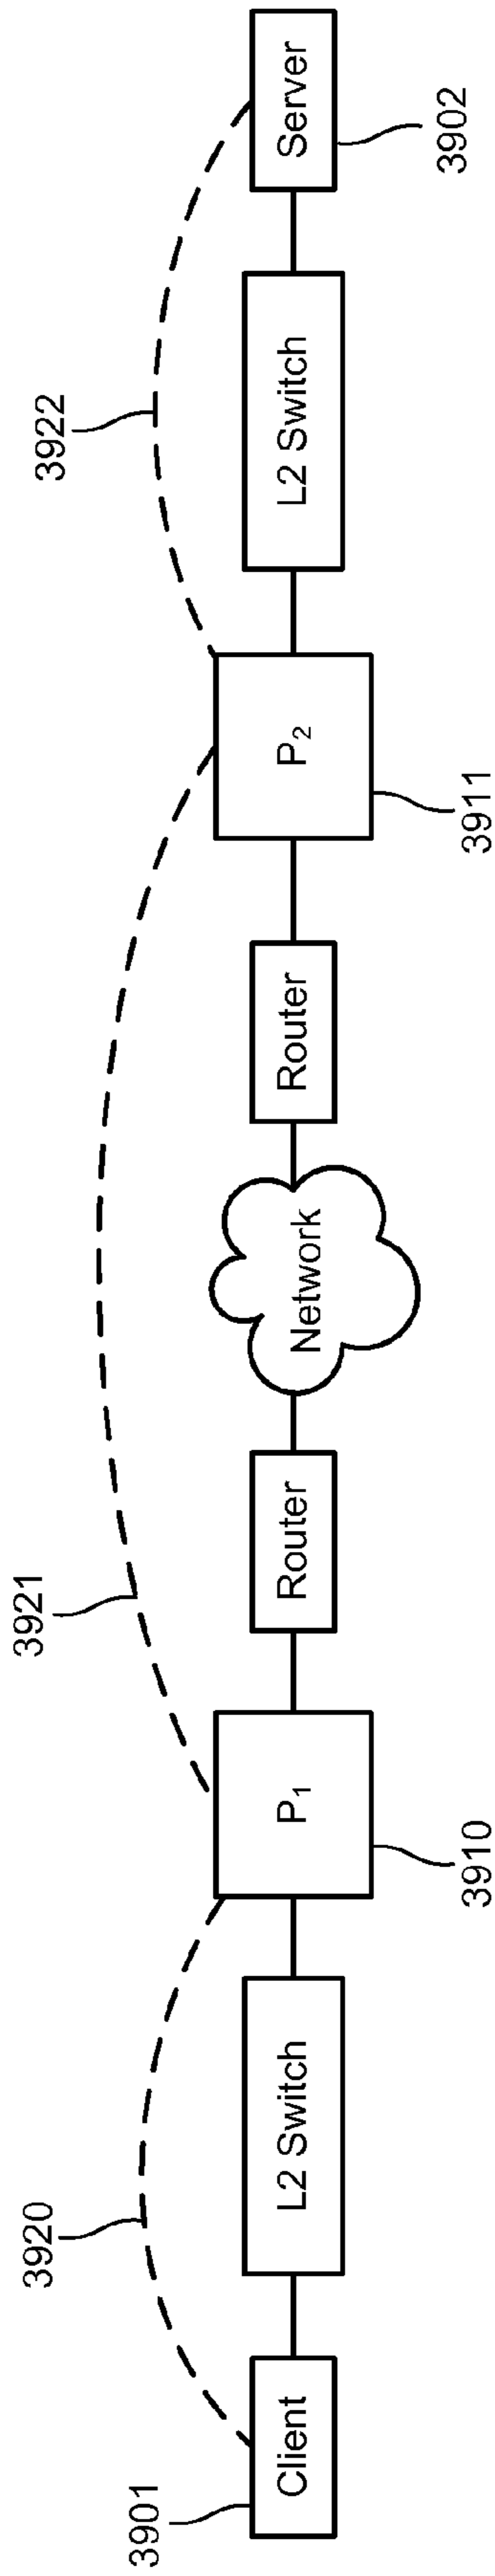 3920
3921
3922
3901
Client
L2 Switch
P1
3910
Router
Network
Router
P2
3911
L2 Switch
Server
3902